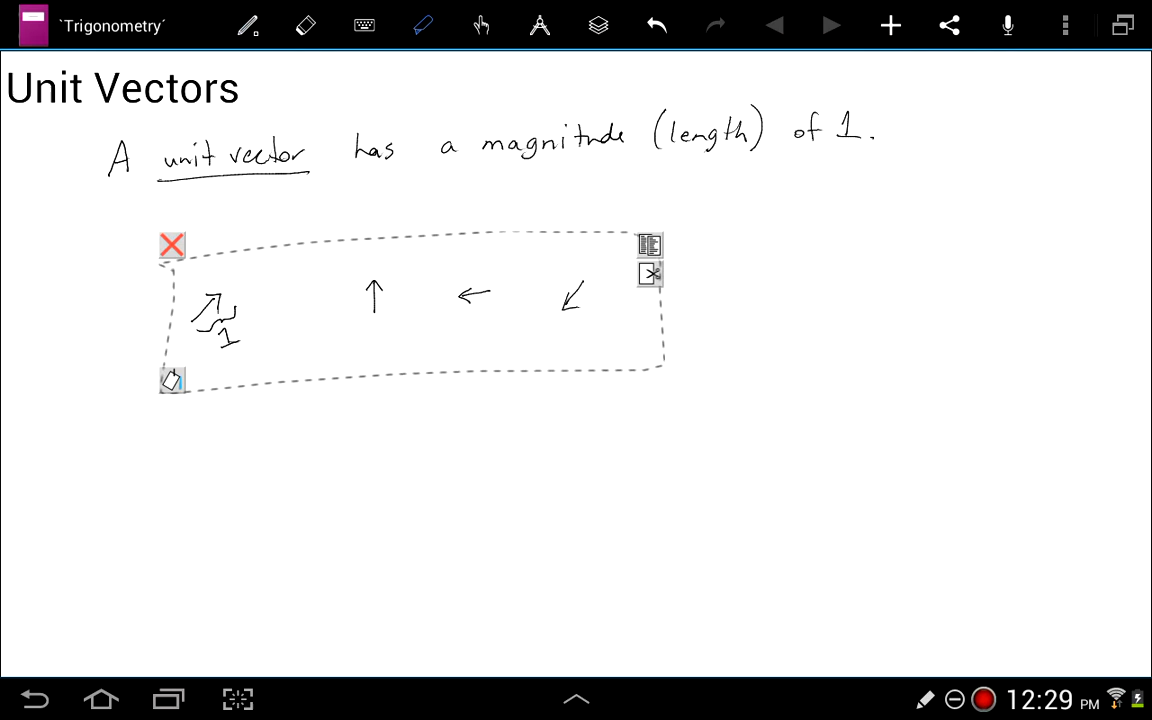 `Trigonometry´
Unit Vectors
A unit vector has a magnitude (length) of 1.
1
12:29 PM